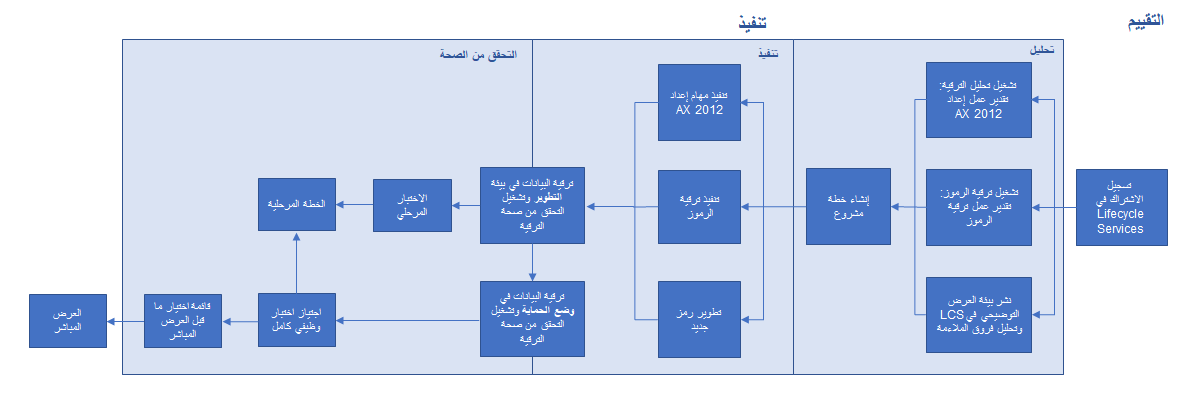 التقييم
تنفيذ
تحليل
تنفيذ
التحقق من الصحة
تسجيل
الاشتراك في
Lifecycle
Services
تشغيل تحليل الترقية:
تقدير عمل إعداد
AX 2012
تشغيل ترقية الرموز:
تقدير عمل ترقية
الرموز
نشر بيئة العرض
التوضيحي في LCS
وتحليل فروق الملاءمة
إنشاء خطة
مشروع
تنفيذ مهام إعداد
AX 2012
تنفيذ ترقية
الرموز
تطوير رمز
جديد
ترقية البيانات في بيئة
التطوير وتشغيل
التحقق من صحة
الترقية
ترقية البيانات في
وضع الحماية وتشغيل
التحقق من صحة
الترقية
الاختبار
المرحلي
الخطة المرحلية
اجتياز اختبار
وظيفي كامل
قائمة اختيار ما
قبل العرض
المباشر
العرض
المباشر